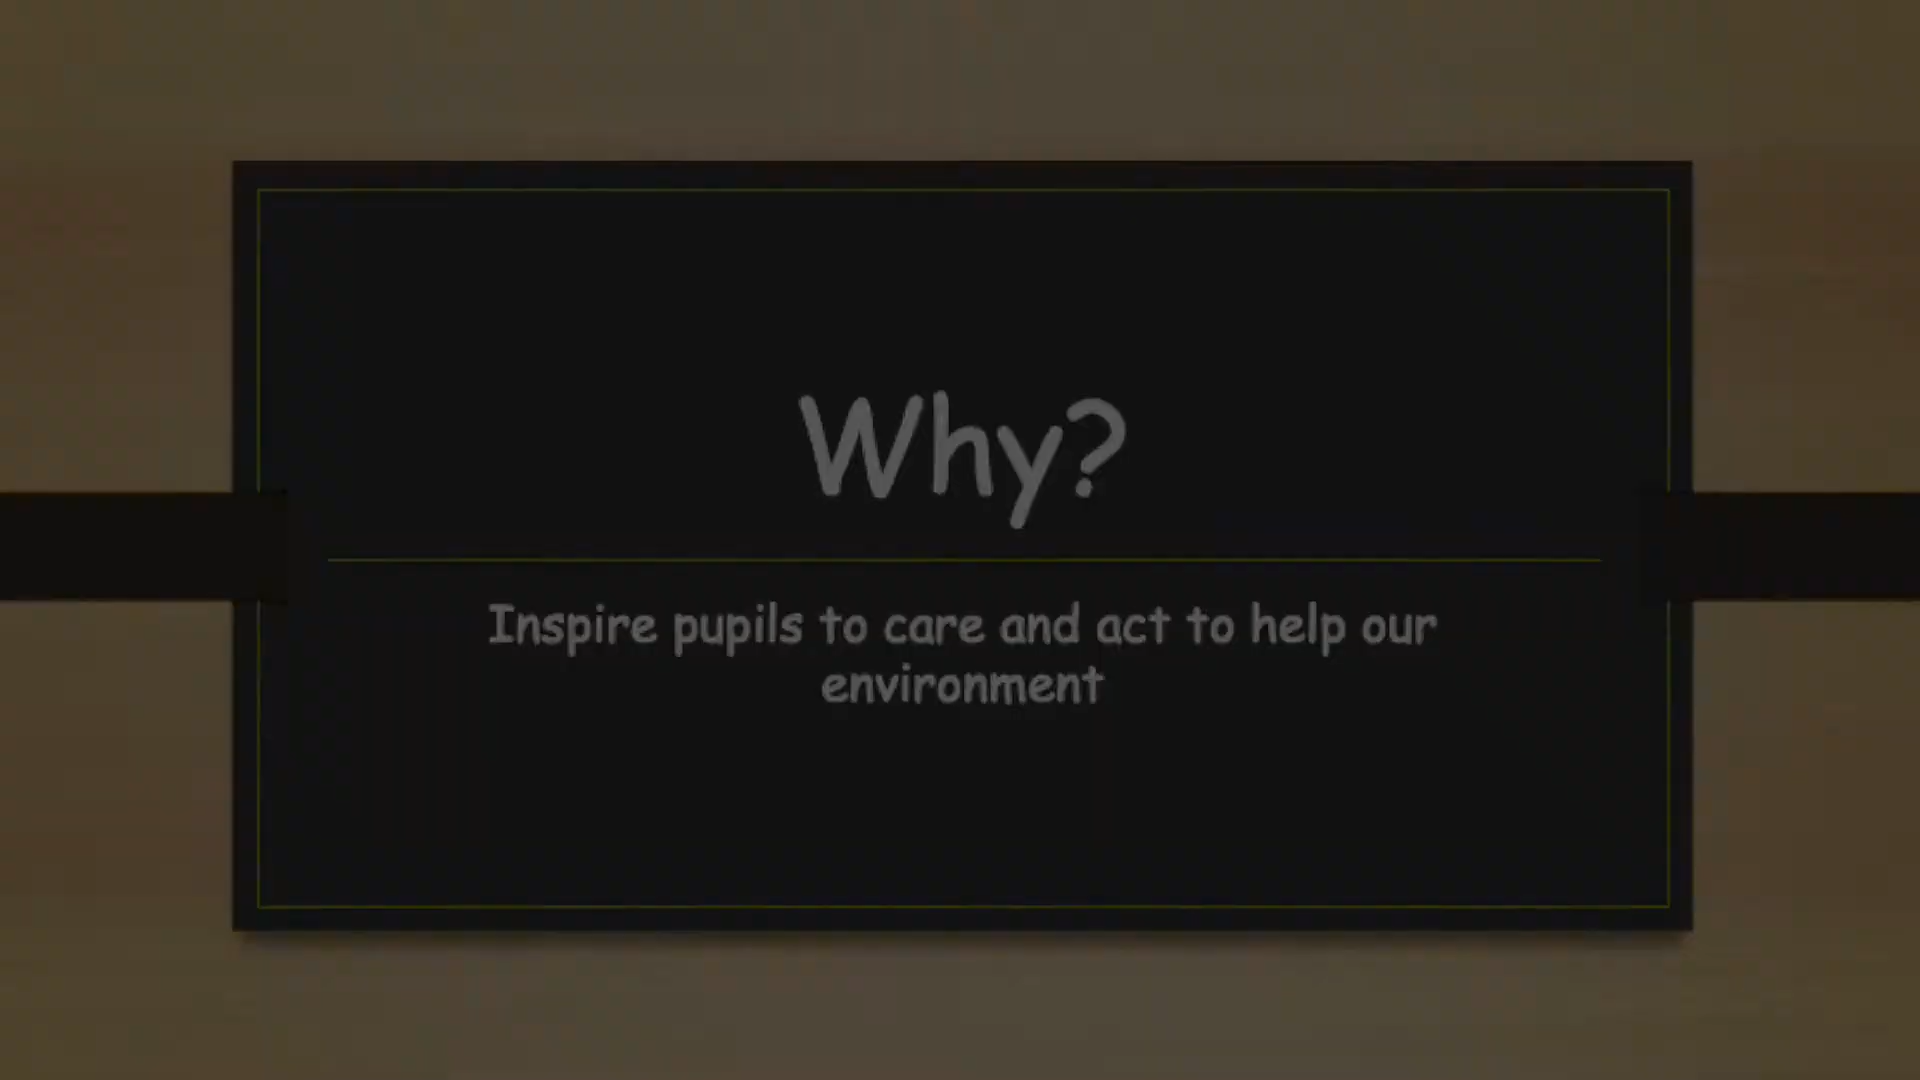 Why?
Inspire pupils to care and act to help our
environment